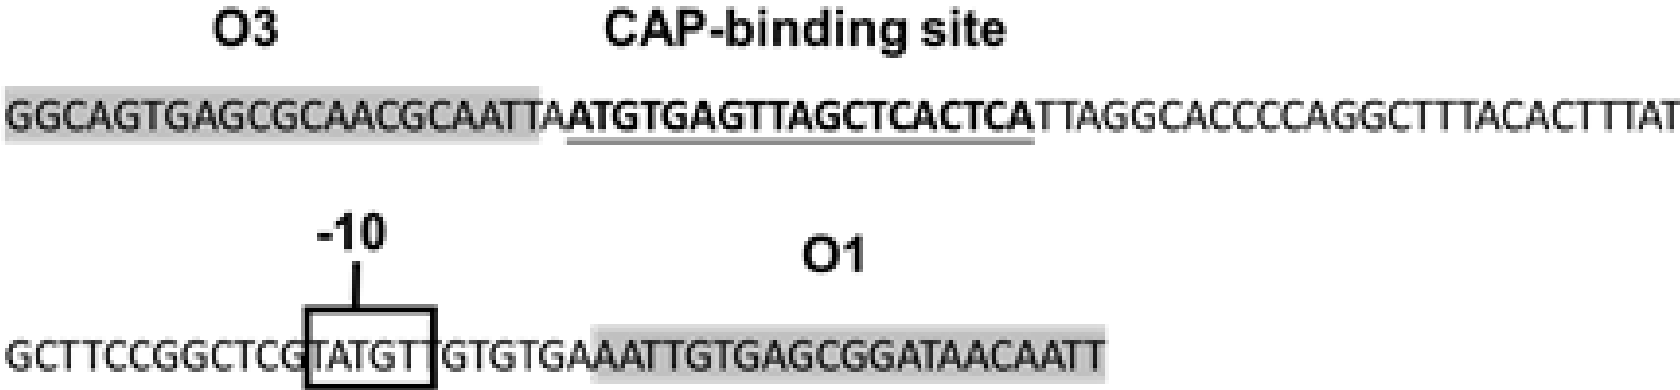 O3 CAP-binding site
GGCAGTGAGCGCAACGCAATTAATGTGAGTTAGCTCACTCATTAGGCACCCCAGGCTTTACACTTTAT
-10
O1
GCTTCCGGCTCGTATGTTGTGTGAAATTGTGAGCGGATAACAATT